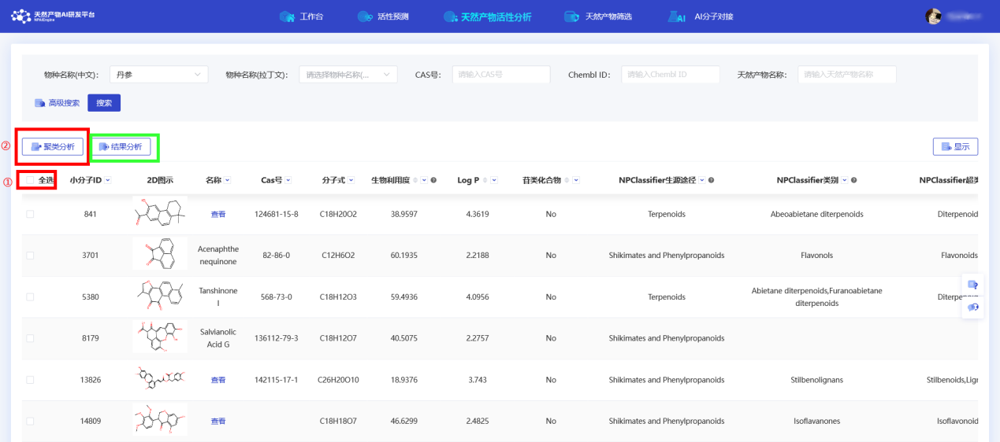 天然产物AI研发平台 工作台 活性预测 天然产物活性分析 天然产物筛选 AI AI分子对接
NPAIEngine
物种名称(中文): 丹参 物种名称(拉丁文): 请选择物种名称(... CAS号: 请输入CAS号 Chembl ID: 请输入Chembl ID 天然产物名称: 请输入天然产物名称
高级搜索 搜索
② 聚类分析 结果分析 显示
① 全选 小分子ID 2D图示 名称 Cas号 分子式 生物利用度 Log P 苷类化合物 NPClassifier生源途径 NPClassifier类别 NPClassifier超类
841 查看 124681-15-8 C18H20O2 38.9597 4.3619 No Terpenoids Abeoabietane diterpenoids Diterpenoid
3701 Acenaphthe
nequinone 82-86-0 C12H6O2 60.1935 2.2188 No Shikimates and Phenylpropanoids Flavonols Flavonoids
5380 Tanshinone
I 568-73-0 C18H12O3 59.4936 4.0956 No Terpenoids Abietane diterpenoids,Furanoabietane
diterpenoids
8179 Salvianolic
Acid G 136112-79-3 C18H12O7 40.5075 2.2757 No Shikimates and Phenylpropanoids
13826 查看 142115-17-1 C26H20O10 18.9376 3.743 No Shikimates and Phenylpropanoids Stilbenolignans Stilbenoids,Ligr
14809 查看 C18H18O7 46.6299 2.4825 No Shikimates and Phenylpropanoids Isoflavanones Isoflavonoid